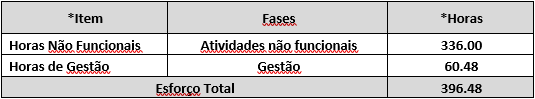 *Item Fases *Horas
Horas Não Funcionais Atividades não funcionais 336.00
Horas de Gestão Gestão 60.48
Esforço Total 396.48